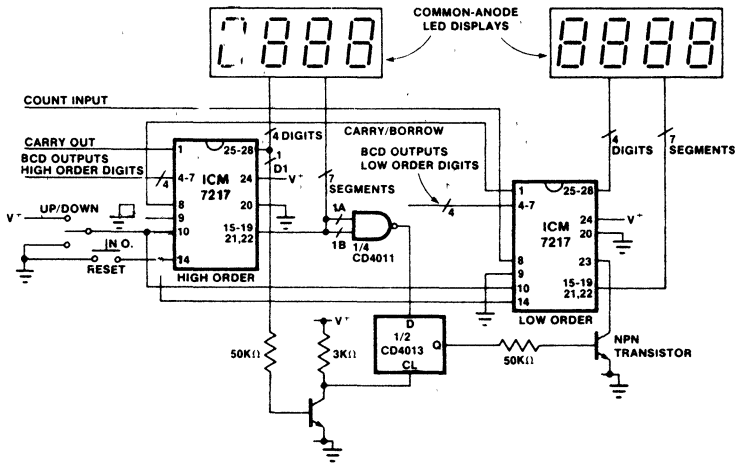 COMMON-ANODE
LED DISPLAYS
COUNT INPUT
CARRY OUT
BCD OUTPUTS
HIGH ORDER DIGITS
4
V+
UP/DOWN
RESET
1
4-7
8
9
10
14
ICM
7217
25-28
24
20
15-19
21,22
HIGH ORDER
4 DIGITS
1
D1
V+
CARRY/BORROW
7
SEGMENTS
BCD OUTPUTS
LOW ORDER DIGITS
4
1A
1B
1/4
CD4011
4
DIGITS
7
SEGMENTS
1
4-7
8
9
10
14
ICM
7217
25-28
24
20
23
15-19
21,22
V+
LOW ORDER
50KΩ
V+
3KΩ
D
1/2
CD4013
Q
CL
50KΩ
NPN
TRANSISTOR